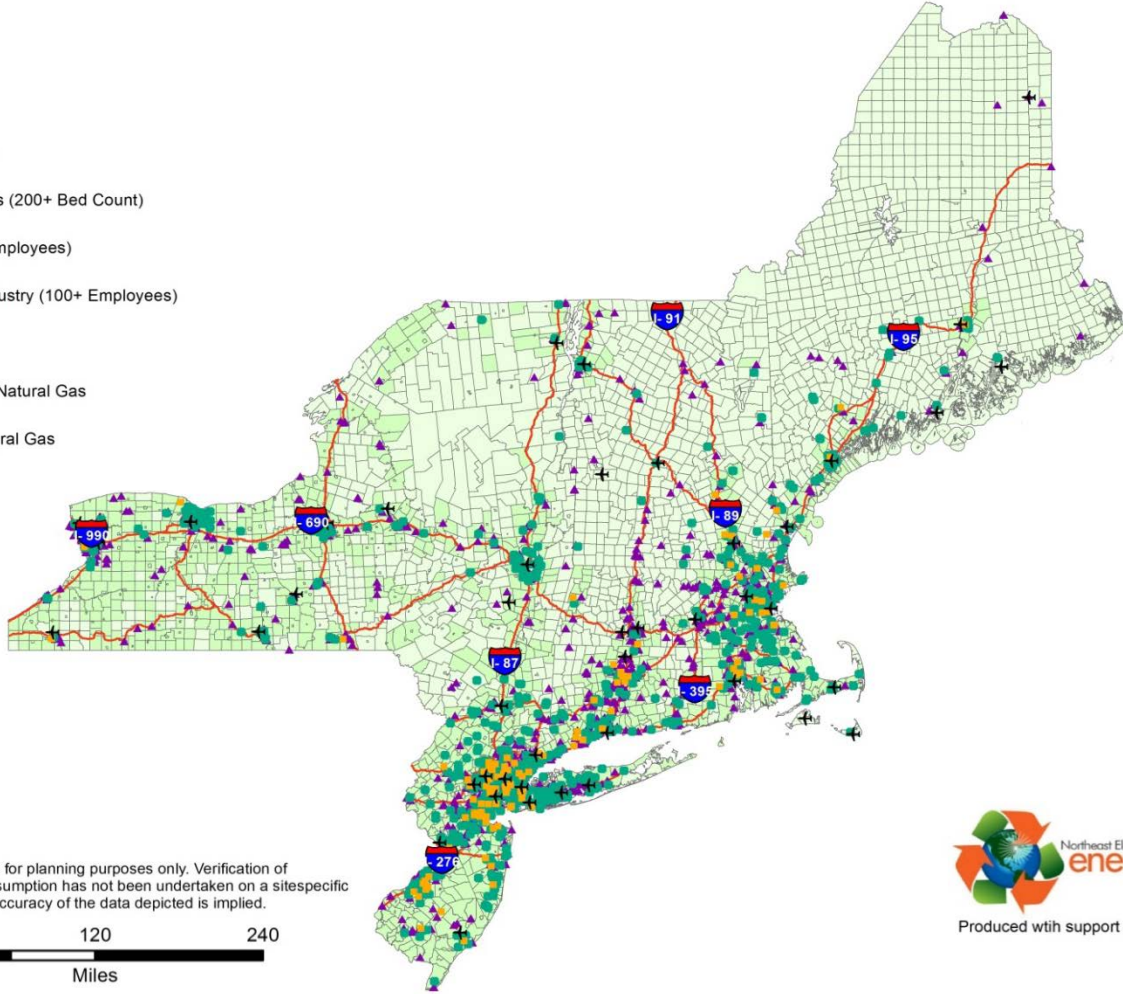 s (200+ Bed Count)
mployees)
ustry (100+ Employees)
Natural Gas
ral Gas
I- 91
I- 95
I- 89
- 690
- 990
I- 87
- 395
- 276
for planning purposes only. Verification of
sumption has not been undertaken on a sitespecific
ccuracy of the data depicted is implied.
120 240
Miles
Northeast El
ene
Produced wtih support